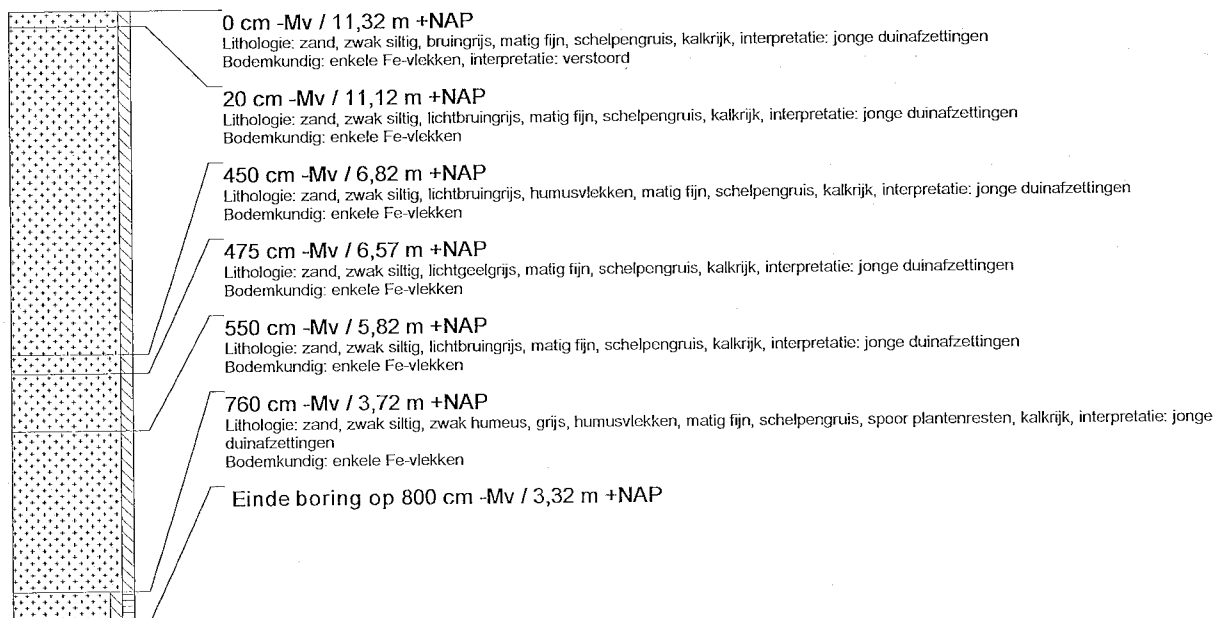 0 cm -Mv / 11,32 m +NAP
Lithologie: zand, zwak siltig, bruingrijs, matig fijn, schelpengruis, kalkrijk, interpretatie: jonge duinafzettingen
Bodemkundig: enkele Fe-vlekken, interpretatie: verstoord
20 cm -Mv / 11,12 m +NAP
Lithologie: zand, zwak siltig, lichtbruingrijs, matig fijn, schelpengruis, kalkrijk, interpretatie: jonge duinafzettingen
Bodemkundig: enkele Fe-vlekken
450 cm -Mv / 6,82 m +NAP
Lithologie: zand, zwak siltig, lichtbruingrijs, humusvlekken, matig fijn, schelpengruis, kalkrijk, interpretatie: jonge duinafzettingen
Bodemkundig: enkele Fe-vlekken
475 cm -Mv / 6,57 m +NAP
Lithologie: zand, zwak siltig, lichtgeelgrijs, matig fijn, schelpengruis, kalkrijk, interpretatie: jonge duinafzettingen
Bodemkundig: enkele Fe-vlekken
550 cm -Mv / 5,82 m +NAP
Lithologie: zand, zwak siltig, lichtbruingrijs, matig fijn, schelpengruis, kalkrijk, interpretatie: jonge duinafzettingen
Bodemkundig: enkele Fe-vlekken
760 cm -Mv / 3,72 m +NAP
Lithologie: zand, zwak siltig, zwak humeus, grijs, humusvlekken, matig fijn, schelpengruis, spoor plantenresten, kalkrijk, interpretatie: jonge
duinafzettingen
Bodemkundig: enkele Fe-vlekken
Einde boring op 800 cm -Mv / 3,32 m +NAP